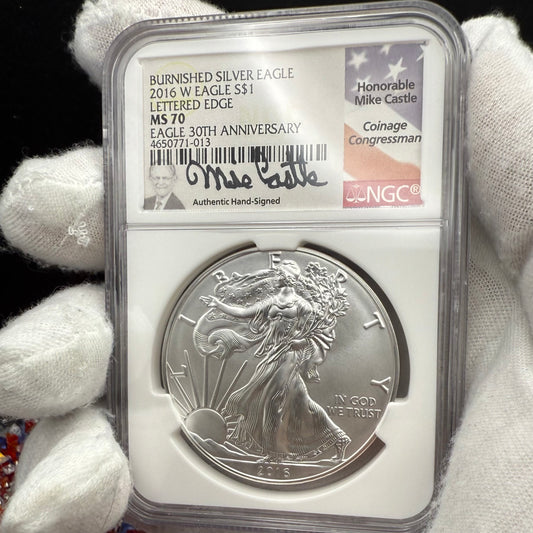 BURNISHED SILVER EAGLE
2016 W EAGLE S$1
LETTERED EDGE
MS 70
EAGLE 30TH ANNIVERSARY
4650771-013
Mike Castle
Authentic Hand-Signed
Honorable
Mike Castle
Coinage
Congressman
NGC®
LIBERTY
IN GOD
WE TRUST
2016